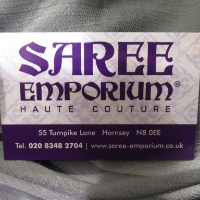 SAREE
EMPORIUM®
HAUTE COUTURE
55 Turnpike Lane Hornsey N8 0EE
Tel. 020 8348 2704 | www.saree-emporium.co.uk